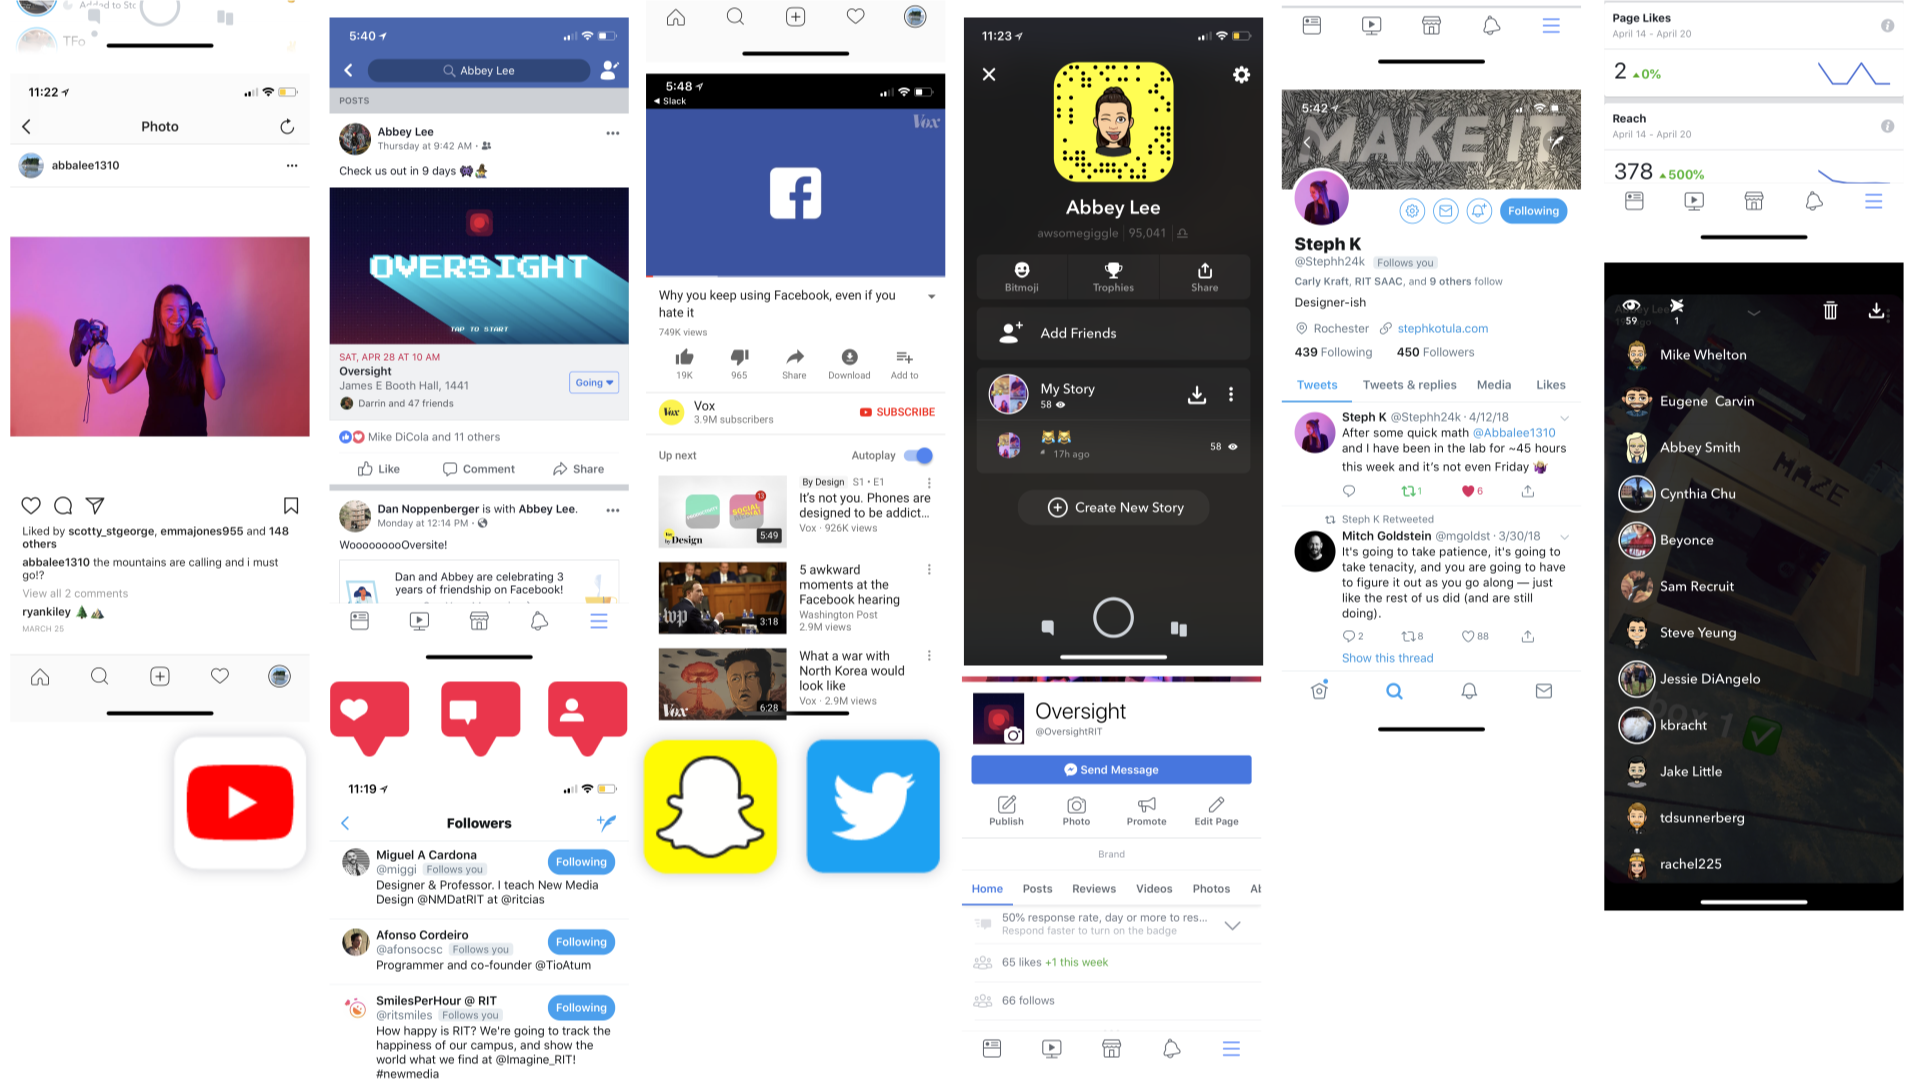 Added to Stc
TFo
11:22
Photo
abbalee1310
Liked by scotty_stgeorge, emmajones955 and 148
others
abbalee1310 the mountains are calling and i must
go!?
View all 2 comments
ryankiley
MARCH 25
5:40
Abbey Lee
POSTS
Abbey Lee
Thursday at 9:42 AM ·
Check us out in 9 days
OVERSIGHT
TAP TO START
SAT, APR 28 AT 10 AM
Oversight
James E Booth Hall, 1441
Going
Darrin and 47 friends
Mike DiCola and 11 others
Like Comment Share
Dan Noppenberger is with Abbey Lee.
Monday at 12:14 PM ·
WooooooooOversite!
Dan and Abbey are celebrating 3
years of friendship on Facebook!
11:19
Followers
Miguel A Cardona
@miggi Follows you
Following
Designer & Professor. I teach New Media
Design @NMDatRIT at @ritcias
Afonso Cordeiro
@afonsocsc Follows you
Following
Programmer and co-founder @TioAtum
SmilesPerHour @ RIT
@ritsmiles Follows you
Following
How happy is RIT? We're going to track the
happiness of our campus, and show the
world what we find at @Imagine_RIT!
#newmedia
5:48
Slack
Vox
Why you keep using Facebook, even if you
hate it
749K views
19K 965 Share Download Add to
Vox
Vox
3.9M subscribers
SUBSCRIBE
Up next
Autoplay
By Design S1 • E1
It's not you. Phones are
designed to be addict...
Vox · 926K views
PRODUCTIVITY
SOCIAL MEDIA
13
by Design
5:49
5 awkward
moments at the
Facebook hearing
Washington Post
2.9M views
wp
3:18
What a war with
North Korea would
look like
Vox · 2.9M views
Vox
6:28
11:23
Abbey Lee
awsomegiggle 95,041
Bitmoji Trophies Share
Add Friends
My Story
58
17h ago
58
Create New Story
Oversight
@OversightRIT
Send Message
Publish Photo Promote Edit Page
Brand
Home Posts Reviews Videos Photos Al
50% response rate, day or more to res...
Respond faster to turn on the badge
65 likes +1 this week
66 follows
5:42
MAKE IT
Following
Steph K
@Stephh24k Follows you
Carly Kraft, RIT SAAC, and 9 others follow
Designer-ish
Rochester stephkotula.com
439 Following 450 Followers
Tweets Tweets & replies Media Likes
Steph K @Stephh24k · 4/12/18
After some quick math @Abbalee1310
and I have been in the lab for ~45 hours
this week and it's not even Friday
1 6
Steph K Retweeted
Mitch Goldstein @mgoldst · 3/30/18
It's going to take patience, it's going to
take tenacity, and you are going to have
to figure it out as you go along — just
like the rest of us did (and are still
doing).
2 8 88
Show this thread
Page Likes
April 14 - April 20
2 0%
Reach
April 14 - April 20
378 500%
59
1
Mike Whelton
Eugene Carvin
Abbey Smith
Cynthia Chu
Beyonce
Sam Recruit
Steve Yeung
Jessie DiAngelo
kbracht
Jake Little
tdsunnerberg
rachel225
MAZE
box 1